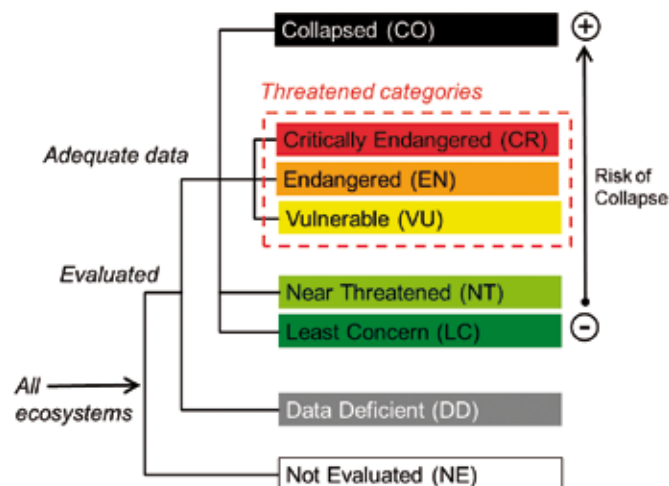 Collapsed (CO)
+
Threatened categories
Critically Endangered (CR)
Adequate data
Endangered (EN)
Risk of
Collapse
Vulnerable (VU)
Evaluated
Near Threatened (NT)
Least Concern (LC)
−
All
ecosystems
Data Deficient (DD)
Not Evaluated (NE)